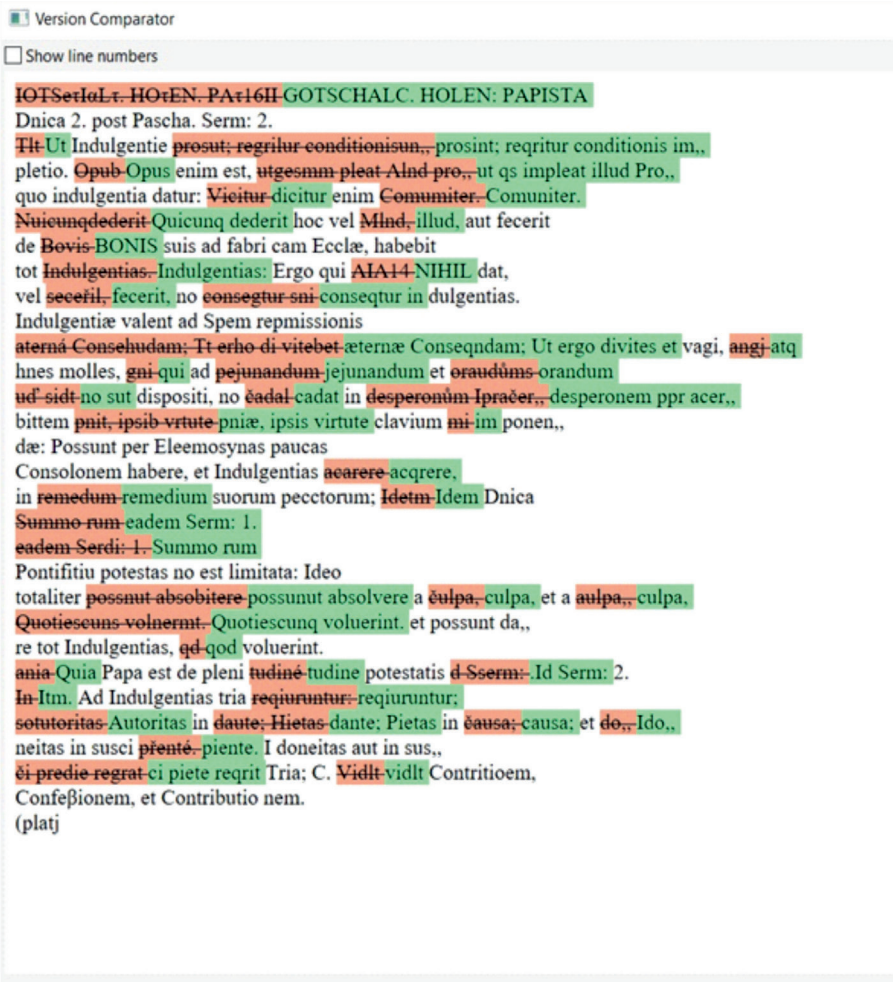 Version Comparator
Show line numbers
IOTSeτIαLτ. HOτEN. PAτ16II GOTSCHALC. HOLEN: PAPISTA
Dnica 2. post Pascha. Serm: 2.
Tlt Ut Indulgentie prosut; regrilur conditionisun,, prosint; reqritur conditionis im,,
pletio. Opub Opus enim est, utgesmm pleat Alnd pro,, ut qs impleat illud Pro,,
quo indulgentia datur: Vicitur dicitur enim Comumiter. Comuniter.
Nuicunqdederit Quicunq dederit hoc vel Mlnd, illud, aut fecerit
de Bovis BONIS suis ad fabri cam Ecclæ, habebit
tot Indulgentias. Indulgentias: Ergo qui AIA14 NIHIL dat,
vel seceřil, fecerit, no consegtur sni conseqtur in dulgentias.
Indulgentiæ valent ad Spem repmissionis
aterná Consehudam; Tt erho di vitebet æternæ Conseqndam; Ut ergo divites et vagi, angj atq
hnes molles, gni qui ad pejunandum jejunandum et oraudůms orandum
uď sidt no sut dispositi, no čadal cadat in desperonům Ipračer,, desperonem ppr acer,,
bittem pnit, ipsib vrtute pniæ, ipsis virtute clavium mi im ponen,,
dæ: Possunt per Eleemosynas paucas
Consolonem habere, et Indulgentias acarere acqrere,
in remedum remedium suorum pecctorum; Idetm Idem Dnica
Summo rum eadem Serm: 1.
eadem Serdi: 1. Summo rum
Pontifitiu potestas no est limitata: Ideo
totaliter possnut absobitere possunut absolvere a čulpa, culpa, et a aulpa,, culpa,
Quotiescuns volnermt. Quotiescunq voluerint. et possunt da,,
re tot Indulgentias, qd qod voluerint.
ania Quia Papa est de pleni tudiné tudine potestatis d Sserm: .Id Serm: 2.
In Itm. Ad Indulgentias tria reqiuruntur: reqiuruntur;
sotutoritas Autoritas in daute; Hietas dante; Pietas in čausa; causa; et do,, Ido,,
neitas in susci přenté. piente. I doneitas aut in sus,,
či predie regrat ci piete reqrit Tria; C. Vidlt vidlt Contritioem,
Confeβionem, et Contributio nem.
(platj